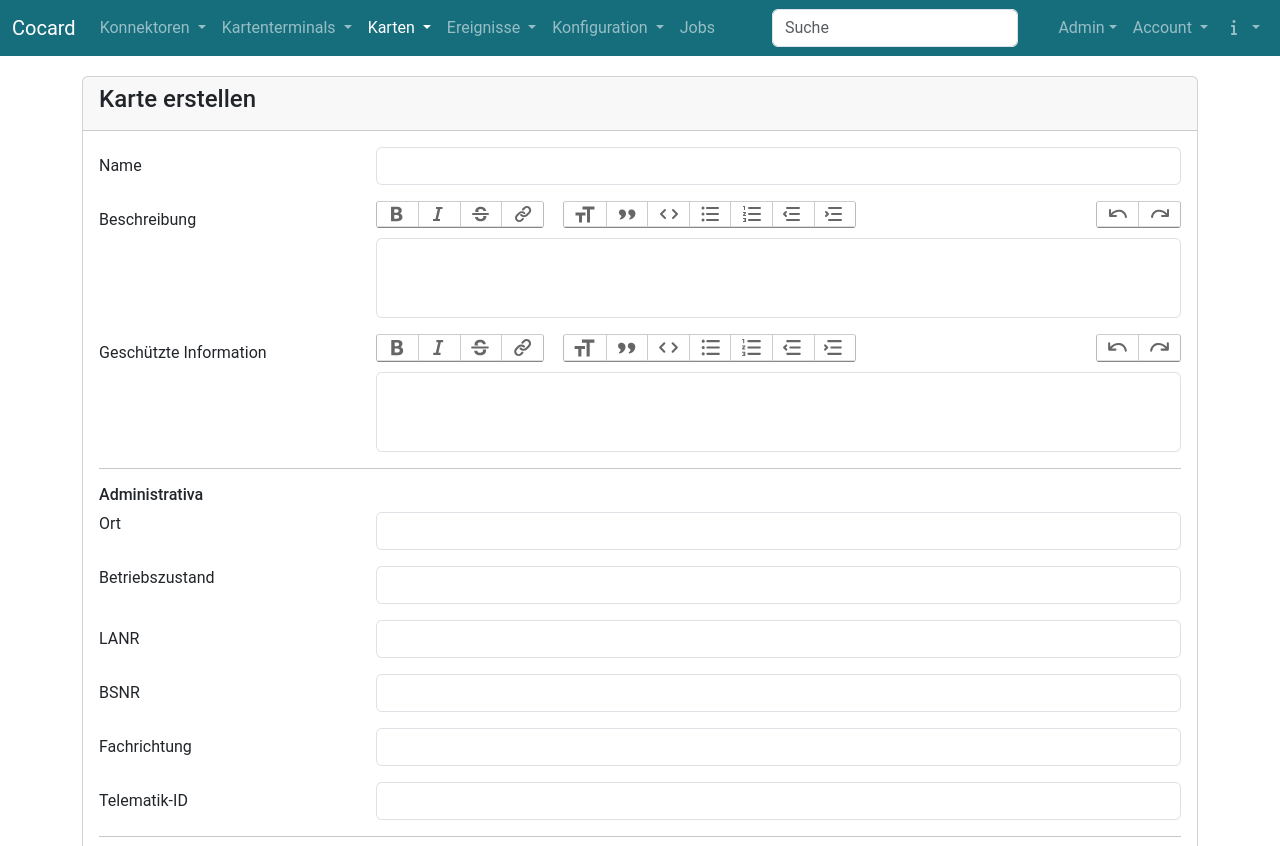 Cocard Konnektoren Kartenterminals Karten Ereignisse Konfiguration Jobs Suche Admin Account
Karte erstellen
Name
Beschreibung
Geschützte Information
Administrativa
Ort
Betriebszustand
LANR
BSNR
Fachrichtung
Telematik-ID